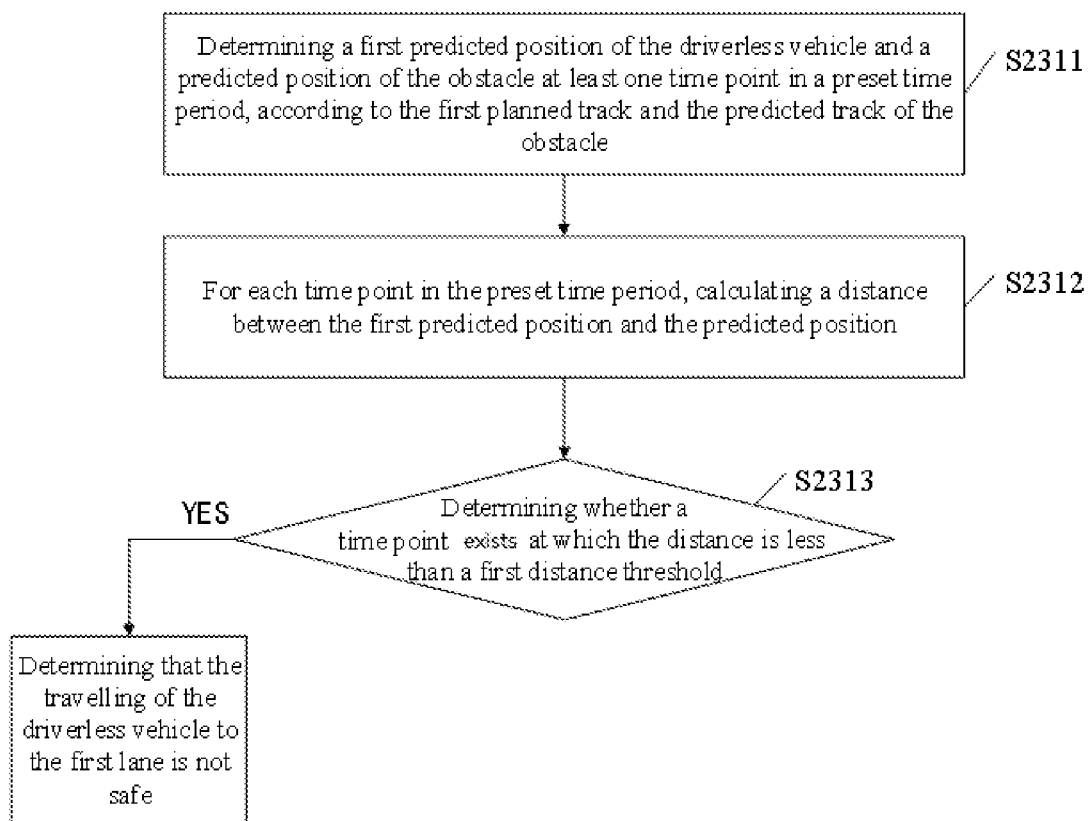 Determining a first predicted position of the driverless vehicle and a
predicted position of the obstacle at least one time point in a preset time
period, according to the first planned track and the predicted track of the
obstacle
S2311
For each time point in the preset time period, calculating a distance
between the first predicted position and the predicted position
S2312
Determining whether a
time point exists at which the distance is less
than a first distance threshold
S2313
YES
Determining that the
travelling of the
driverless vehicle to
the first lane is not
safe